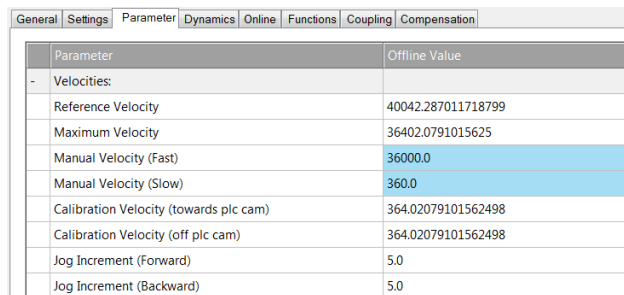 General Settings Parameter Dynamics Online Functions Coupling Compensation
Parameter Offline Value
- Velocities:
Reference Velocity 40042.287011718799
Maximum Velocity 36402.0791015625
Manual Velocity (Fast) 36000.0
Manual Velocity (Slow) 360.0
Calibration Velocity (towards plc cam) 364.02079101562498
Calibration Velocity (off plc cam) 364.02079101562498
Jog Increment (Forward) 5.0
Jog Increment (Backward) 5.0